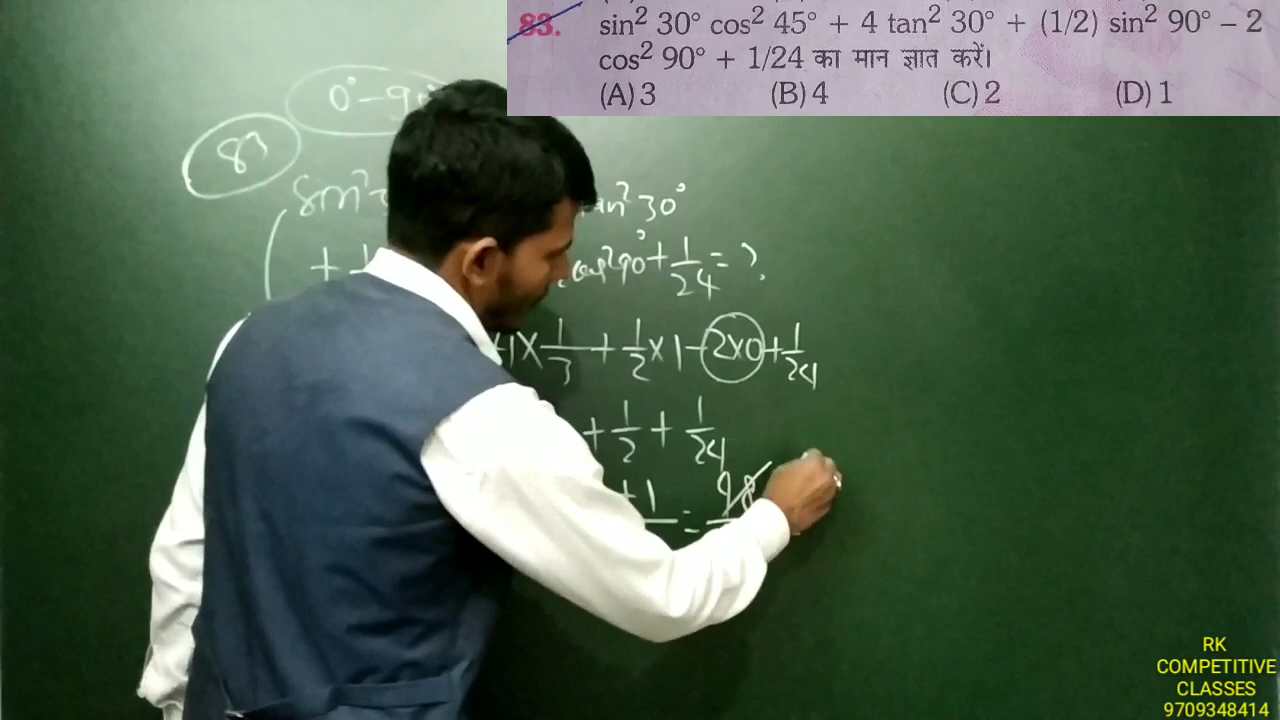 83. sin² 30° cos² 45° + 4 tan² 30° + (1/2) sin² 90° – 2
cos² 90° + 1/24 का मान ज्ञात करें।
(A) 3 (B) 4 (C) 2 (D) 1
0° – 90°
83
sin² tan² 30°
+ cos² 90° + 1/24 = ?
× 1/3 + 1/2 × 1 – 2×0 + 1/24
+ 1/2 + 1/24
+ 1 =
RK
COMPETITIVE
CLASSES
9709348414